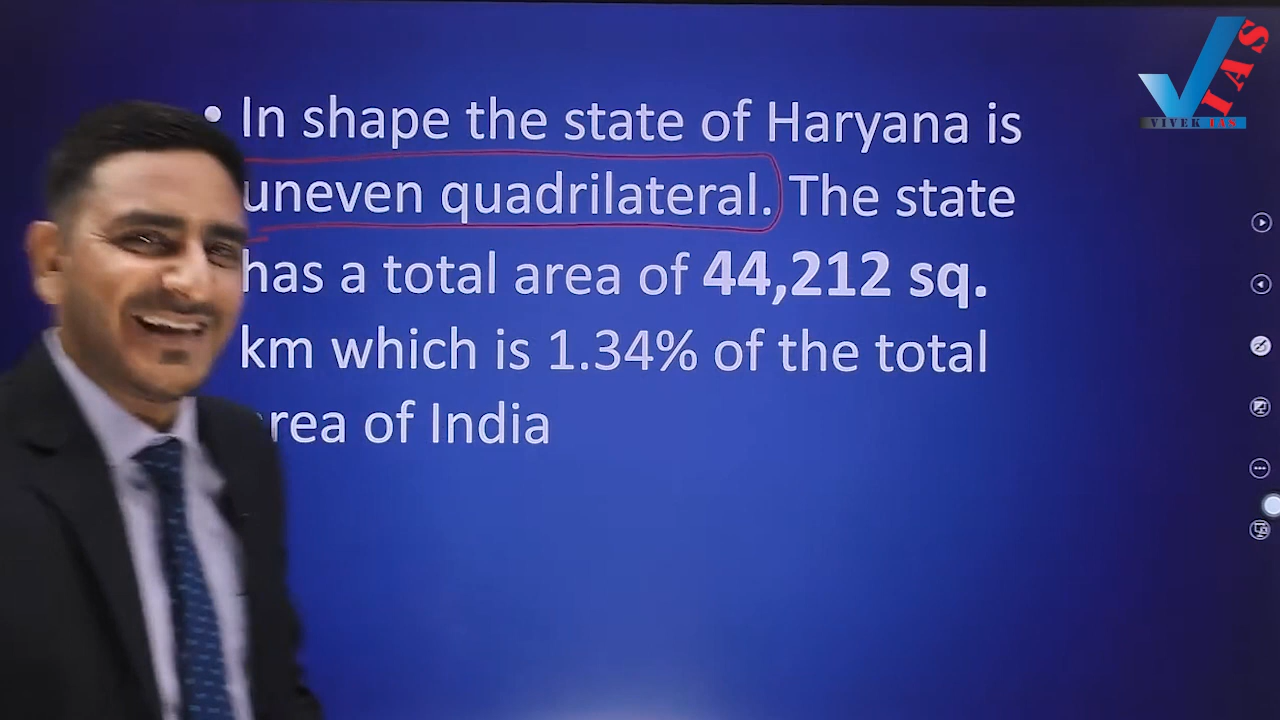 • In shape the state of Haryana is
uneven quadrilateral. The state
has a total area of 44,212 sq.
km which is 1.34% of the total
area of India
IAS
VIVEK IAS